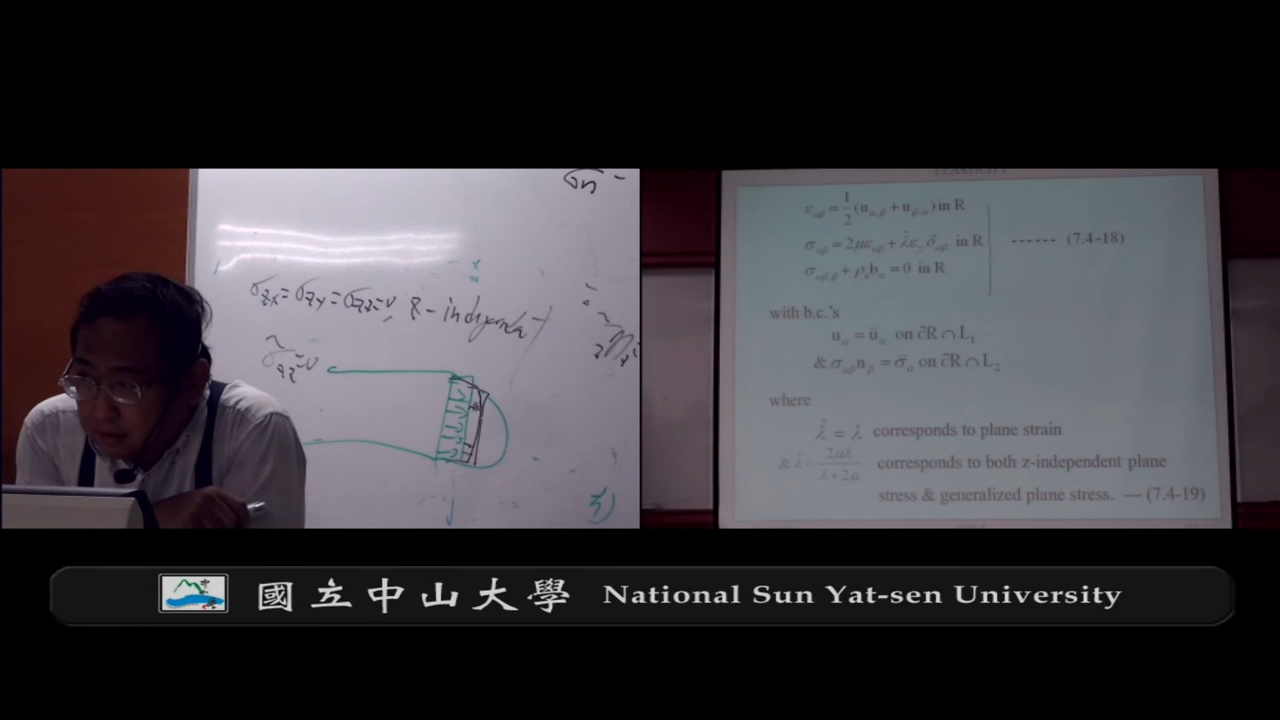 σn =
σzx = σzy = σzz = 0, z - independent
σ̃zz = 0
ELASTICITY
ε_αβ = 1/2 (u_α,β + u_β,α) in R
σ_αβ = 2με_αβ + λ̂ε_γγ δ_αβ in R ------ (7.4-18)
σ_αβ,β + ρ₀b_α = 0 in R
with b.c.'s
u_α = ū_α on ∂R ∩ L₁
& σ_αβ n_β = σ̄_α on ∂R ∩ L₂
where
λ̂ = λ corresponds to plane strain
& λ̂ = 2μλ / λ + 2μ corresponds to both z-independent plane
stress & generalized plane stress. --- (7.4-19)
國立中山大學 National Sun Yat-sen University